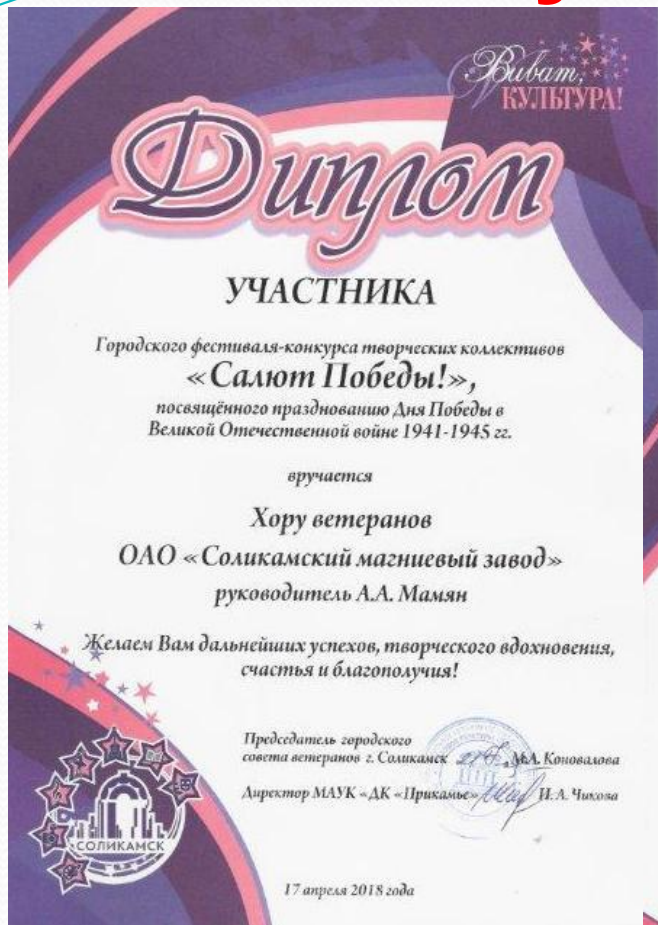 Виват,
КУЛЬТУРА!
Диплом
УЧАСТНИКА
Городского фестиваля-конкурса творческих коллективов
«Салют Победы!»,
посвящённого празднованию Дня Победы в
Великой Отечественной войне 1941-1945 гг.
вручается
Хору ветеранов
ОАО «Соликамский магниевый завод»
руководитель А.А. Мамян
Желаем Вам дальнейших успехов, творческого вдохновения,
счастья и благополучия!
Председатель городского
совета ветеранов г. Соликамск М.А. Коновалова
Директор МАУК «ДК «Прикамье» И.А. Чикова
СОЛИКАМСК
17 апреля 2018 года